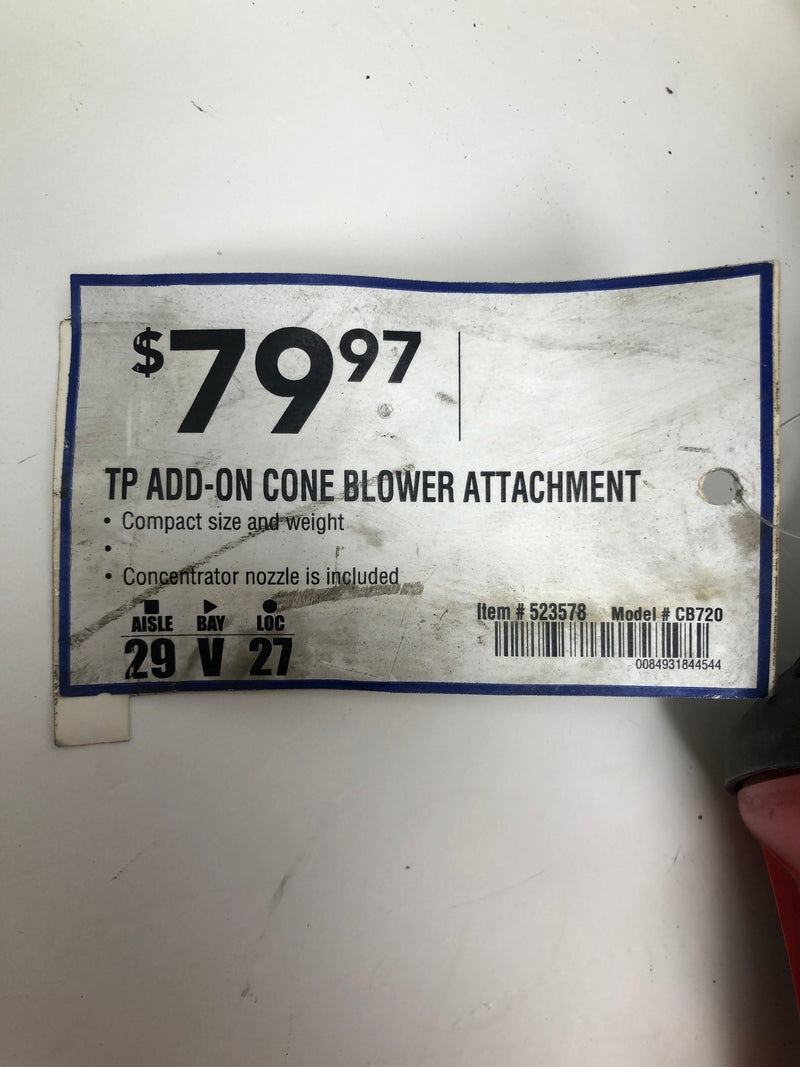 $79 97
TP ADD-ON CONE BLOWER ATTACHMENT
• Compact size and weight
•
• Concentrator nozzle is included
AISLE BAY LOC
29 V 27
Item # 523578 Model # CB720
0084931844544